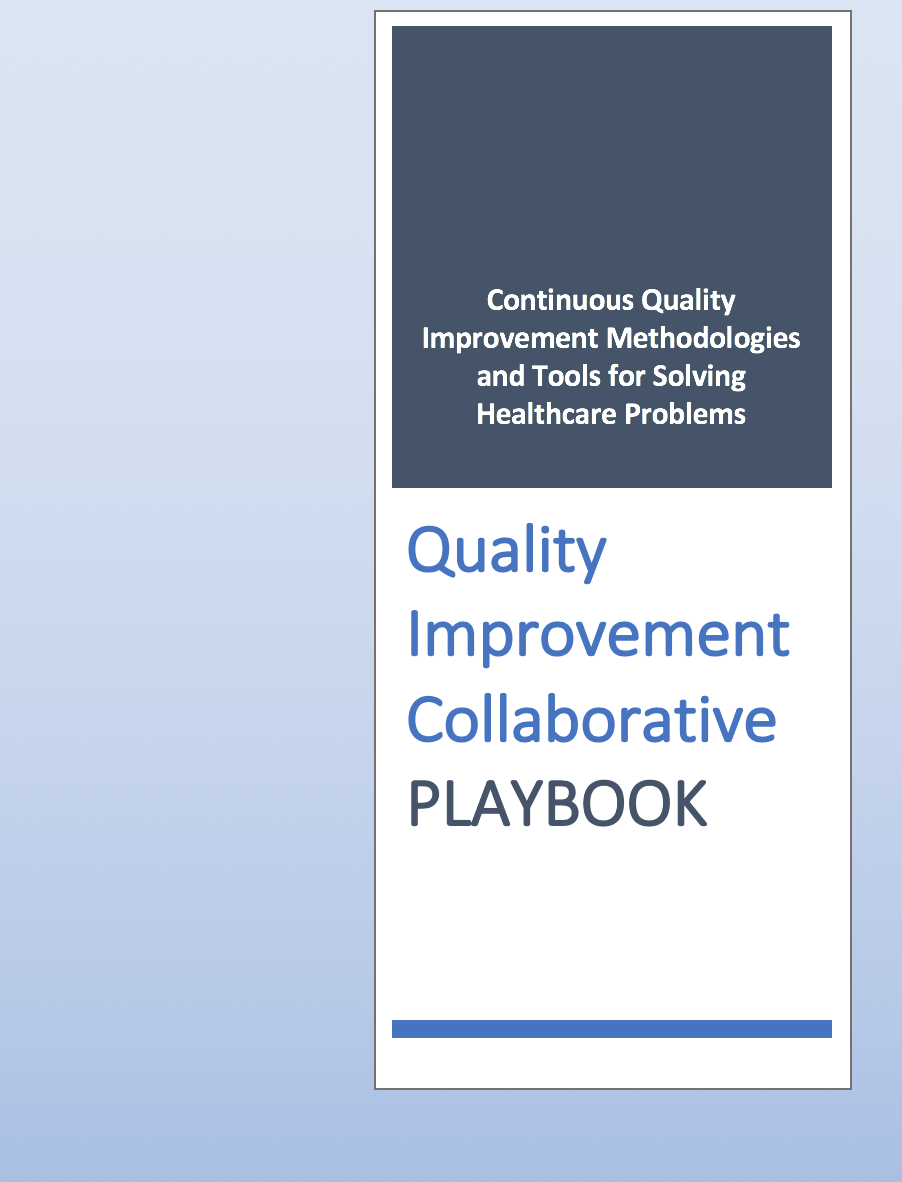 Continuous Quality
Improvement Methodologies
and Tools for Solving
Healthcare Problems
Quality
Improvement
Collaborative
PLAYBOOK